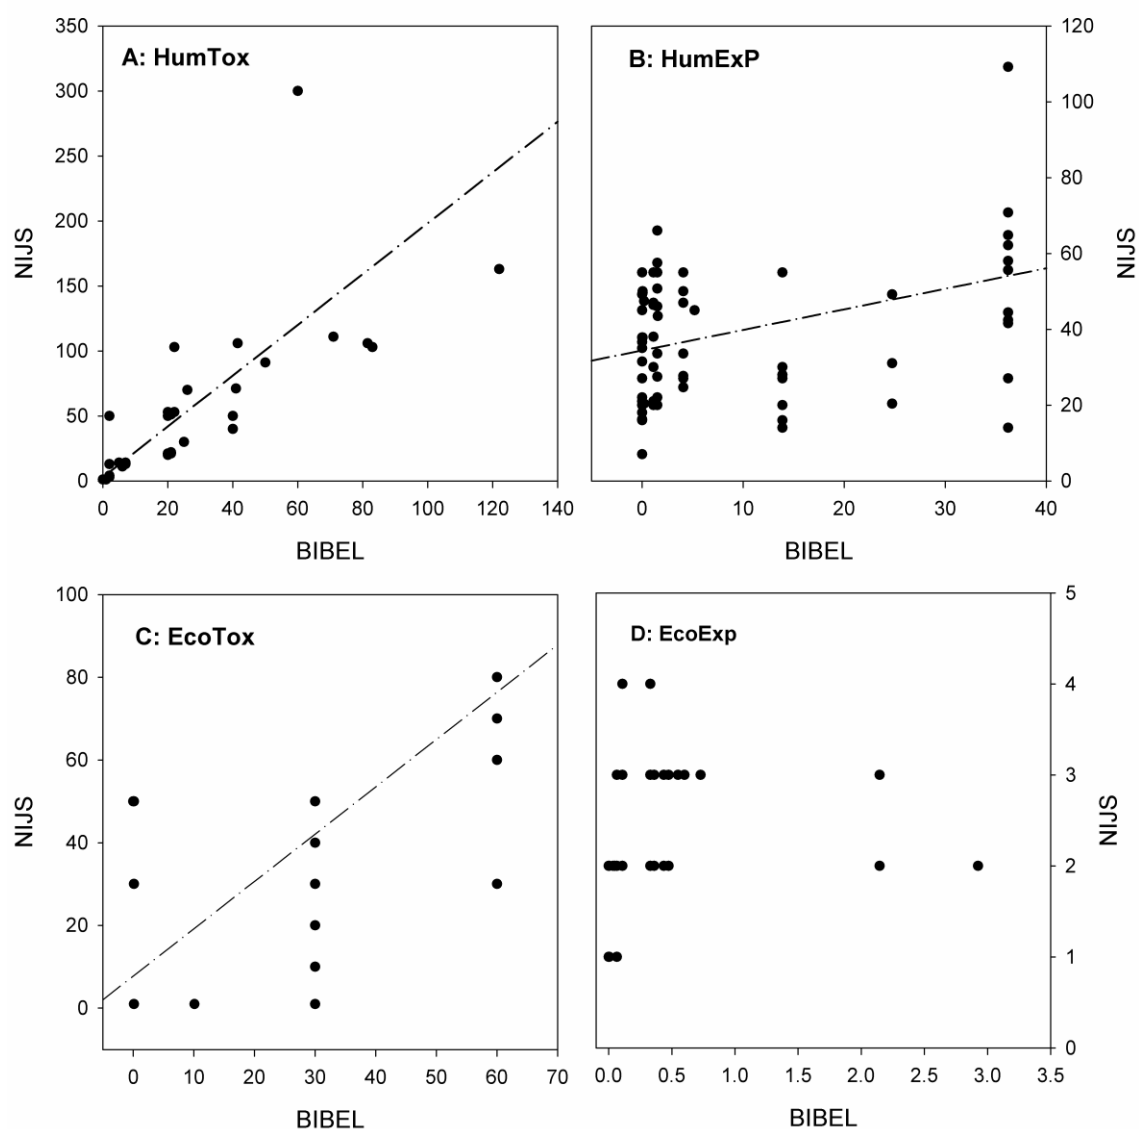 A: HumTox
350
300
250
200
150
100
50
0
NIJS
0 20 40 60 80 100 120 140
BIBEL
B: HumExP
120
100
80
60
40
20
0
NIJS
0 10 20 30 40
BIBEL
C: EcoTox
100
80
60
40
20
0
NIJS
0 10 20 30 40 50 60 70
BIBEL
D: EcoExp
5
4
3
2
1
0
NIJS
0.0 0.5 1.0 1.5 2.0 2.5 3.0 3.5
BIBEL